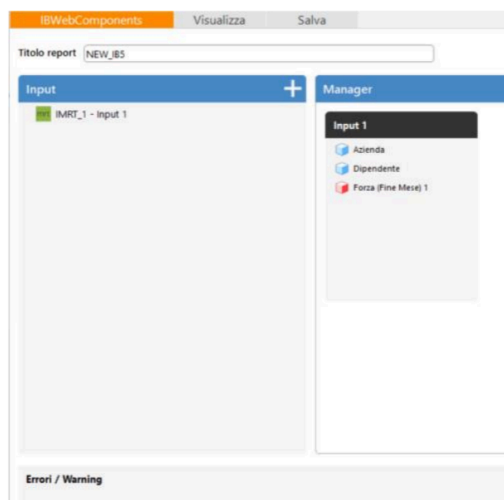 IBWebComponents Visualizza Salva
Titolo report NEW_IB5
Input Manager
IMRT_1 - Input 1
Input 1
Azienda
Dipendente
Forza (Fine Mese) 1
Errori / Warning